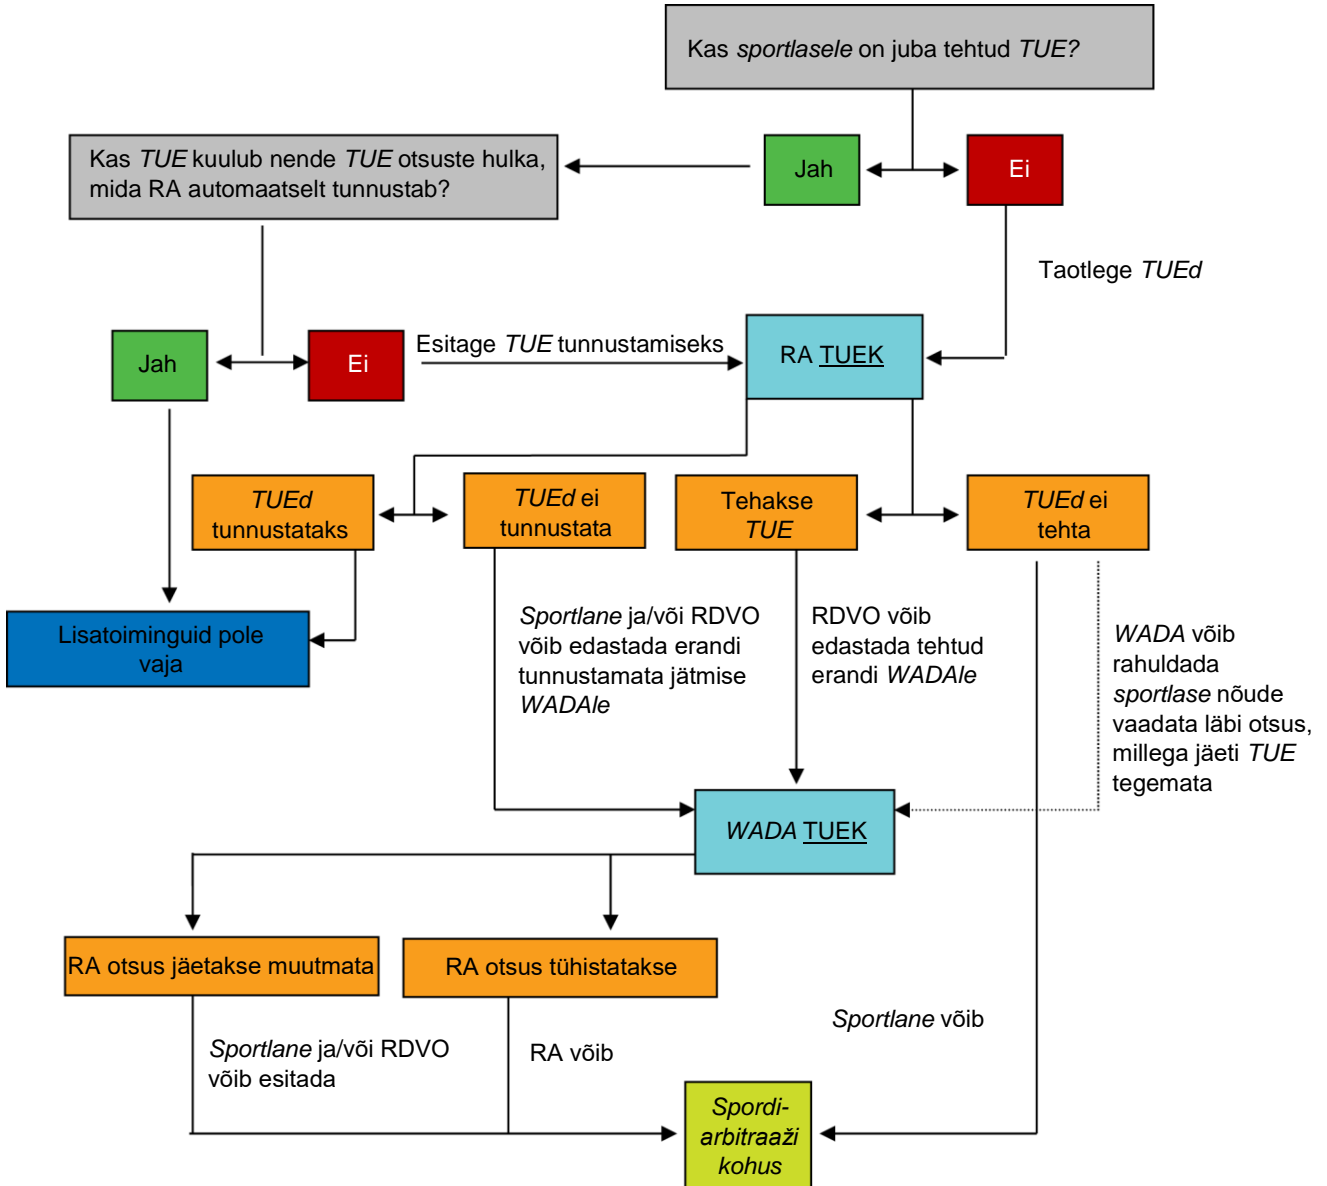 Kas sportlasele on juba tehtud TUE?
Kas TUE kuulub nende TUE otsuste hulka,
mida RA automaatselt tunnustab?
Jah
Ei
Taotlege TUEd
Jah
Ei
Esitage TUE tunnustamiseks
RA TUEK
TUEd
tunnustataks
TUEd ei
tunnustata
Tehakse
TUE
TUEd ei
tehta
Lisatoiminguid pole
vaja
Sportlane ja/või RDVO
võib edastada erandi
tunnustamata jätmise
WADAle
RDVO võib
edastada tehtud
erandi WADAle
WADA võib
rahuldada
sportlase nõude
vaadata läbi otsus,
millega jäeti TUE
tegemata
WADA TUEK
RA otsus jäetakse muutmata
RA otsus tühistatakse
Sportlane ja/või RDVO
võib esitada
RA võib
Sportlane võib
Spordi-
arbitraaži
kohus